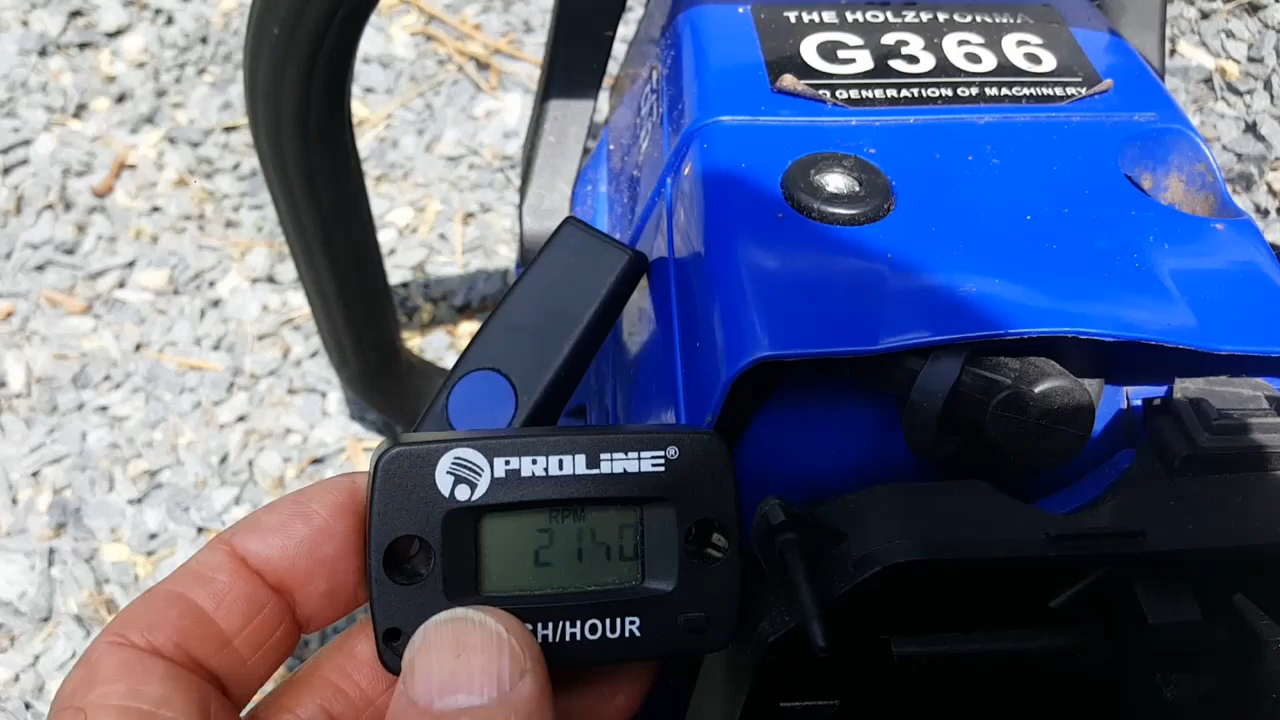 THE HOLZFFORMA
G366
GENERATION OF MACHINERY
PROLINE®
RPM
2140
/HOUR